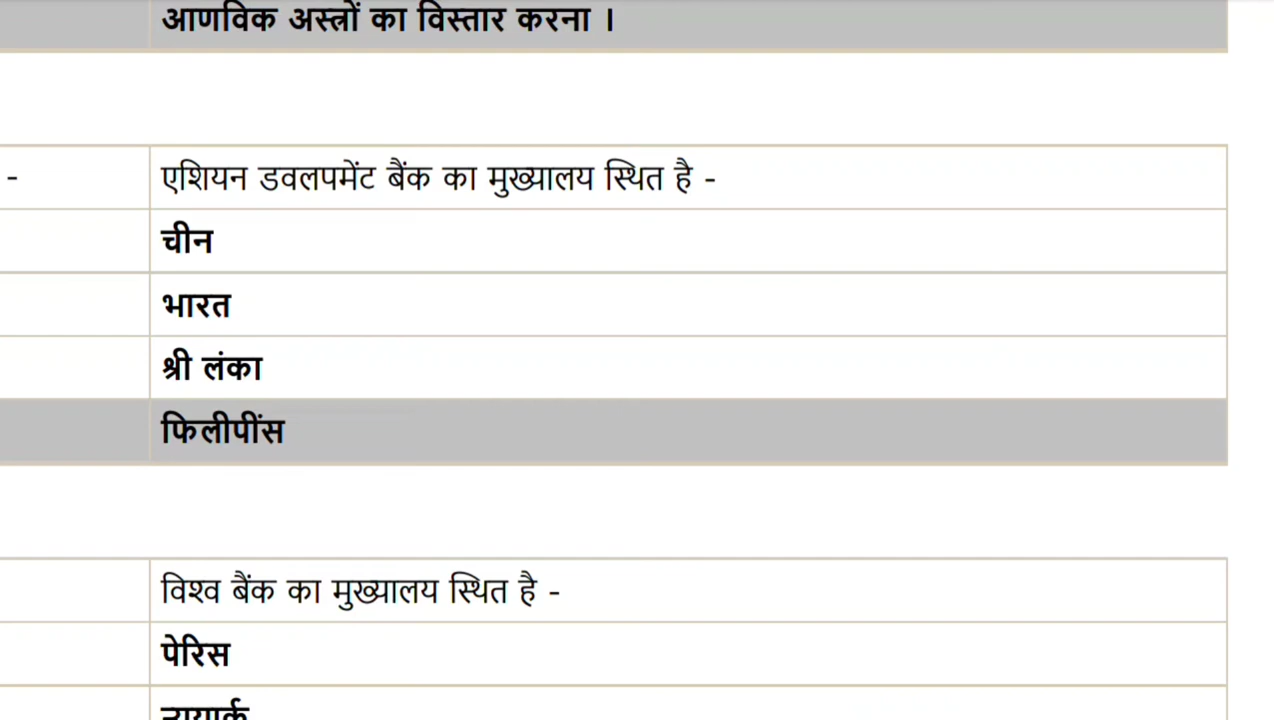 आणविक अस्त्रों का विस्तार करना ।
- एशियन डवलपमेंट बैंक का मुख्यालय स्थित है -
चीन
भारत
श्री लंका
फिलीपींस
विश्व बैंक का मुख्यालय स्थित है -
पेरिस